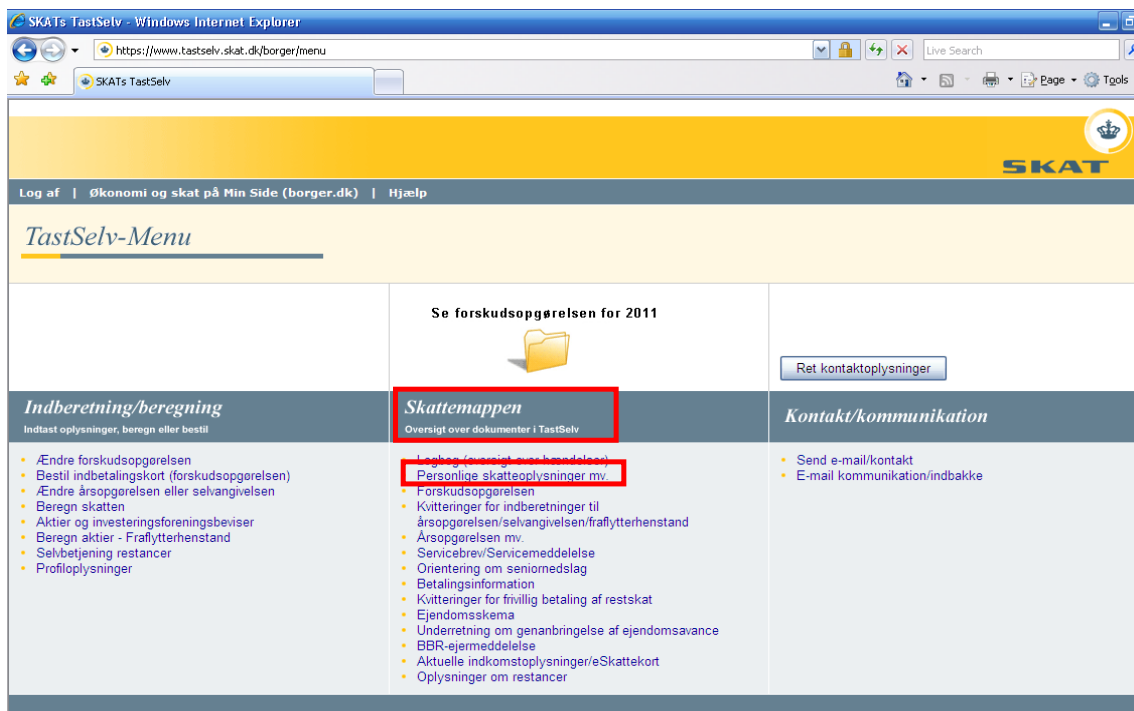 SKATs TastSelv - Windows Internet Explorer
https://www.tastselv.skat.dk/borger/menu
Live Search
SKATs TastSelv
Page
Tools
SKAT
Log af | Økonomi og skat på Min Side (borger.dk) | Hjælp
TastSelv-Menu
Se forskudsopgørelsen for 2011
Ret kontaktoplysninger
Indberetning/beregning
Indtast oplysninger, beregn eller bestil
Ændre forskudsopgørelsen
Bestil indbetalingskort (forskudsopgørelsen)
Ændre årsopgørelsen eller selvangivelsen
Beregn skatten
Aktier og investeringsforeningsbeviser
Beregn aktier - Fraflytterhenstand
Selvbetjening restancer
Profiloplysninger
Skattemappen
Oversigt over dokumenter i TastSelv
Logbog (oversigt over hændelser)
Personlige skatteoplysninger mv.
Forskudsopgørelsen
Kvitteringer for indberetninger til
årsopgørelsen/selvangivelsen/fraflytterhenstand
Årsopgørelsen mv.
Servicebrev/Servicemeddelelse
Orientering om seniornedslag
Betalingsinformation
Kvitteringer for frivillig betaling af restskat
Ejendomsskema
Underretning om genanbringelse af ejendomsavance
BBR-ejermeddelelse
Aktuelle indkomstoplysninger/eSkattekort
Oplysninger om restancer
Kontakt/kommunikation
Send e-mail/kontakt
E-mail kommunikation/indbakke